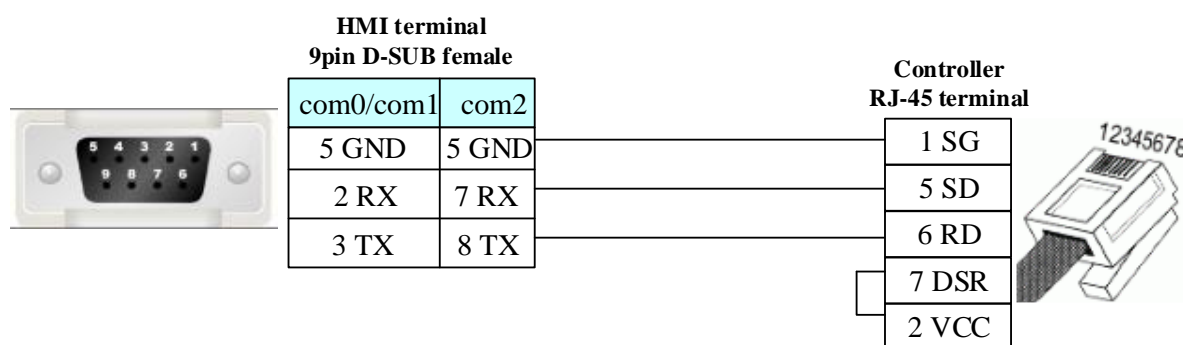 HMI terminal
9pin D-SUB female
Controller
RJ-45 terminal
com0/com1 com2
5 GND 5 GND
2 RX 7 RX
3 TX 8 TX
1 SG
5 SD
6 RD
7 DSR
2 VCC
5 4 3 2 1
9 8 7 6
12345678